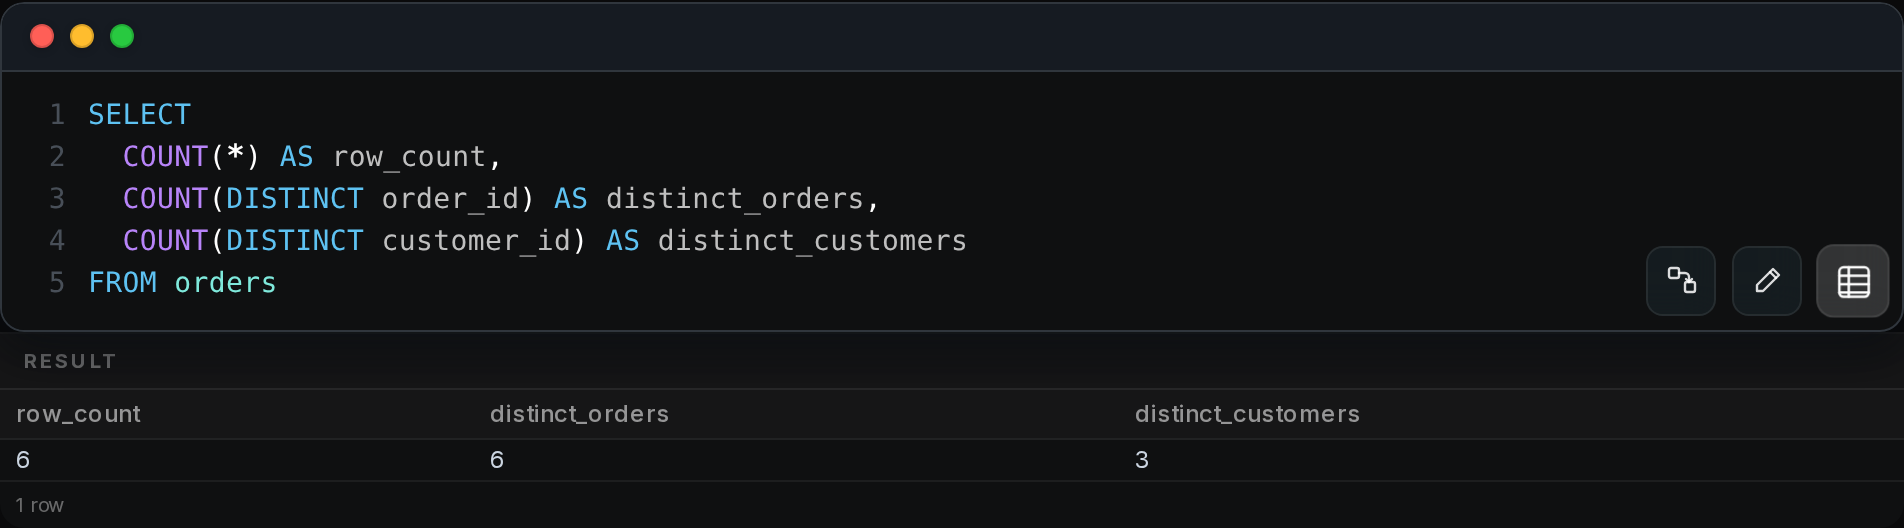 1 SELECT
2   COUNT(*) AS row_count,
3   COUNT(DISTINCT order_id) AS distinct_orders,
4   COUNT(DISTINCT customer_id) AS distinct_customers
5 FROM orders
RESULT
row_count distinct_orders distinct_customers
6 6 3
1 row